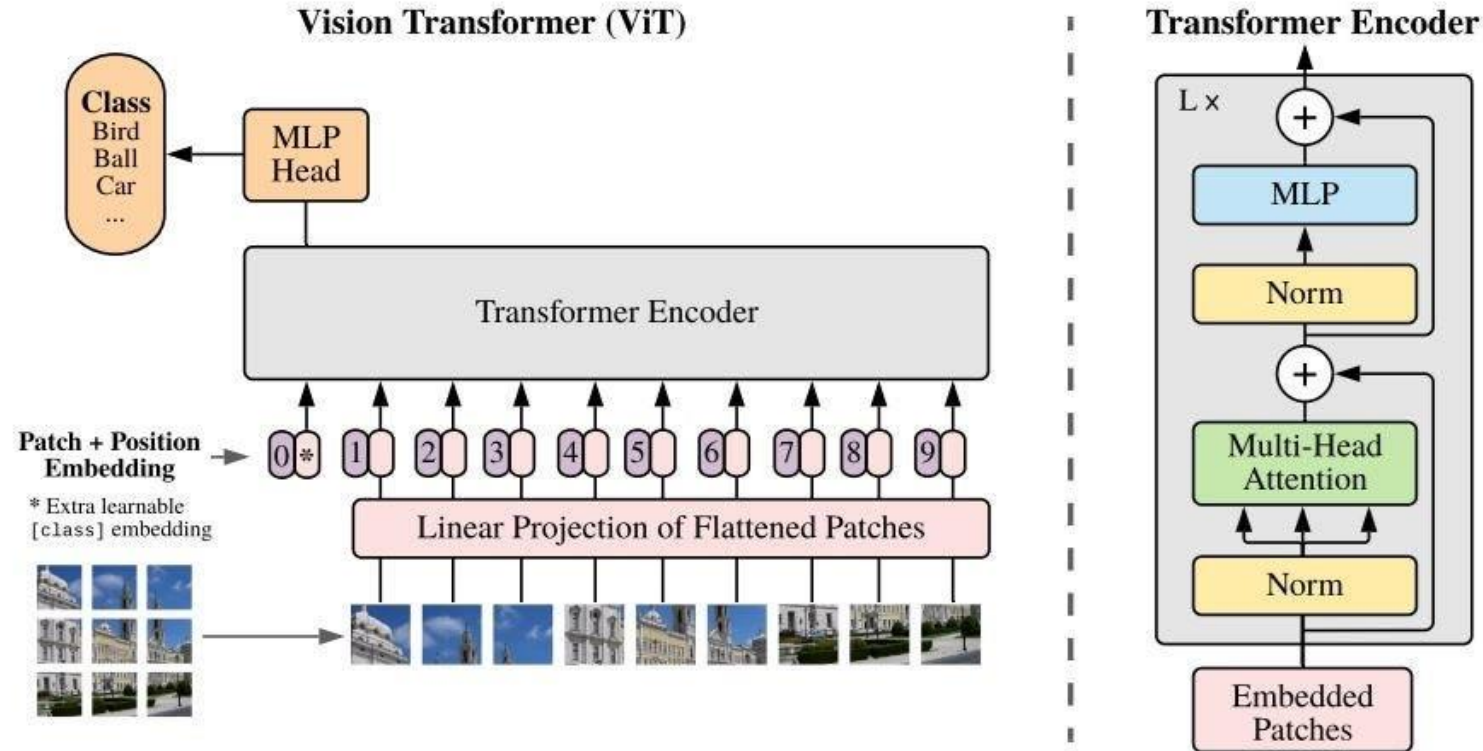 Vision Transformer (ViT)
Class
Bird
Ball
Car
...
MLP
Head
Transformer Encoder
Patch + Position
Embedding
0 * 1 2 3 4 5 6 7 8 9
* Extra learnable
[class] embedding
Linear Projection of Flattened Patches
Transformer Encoder
L ×
+
MLP
Norm
+
Multi-Head
Attention
Norm
Embedded
Patches